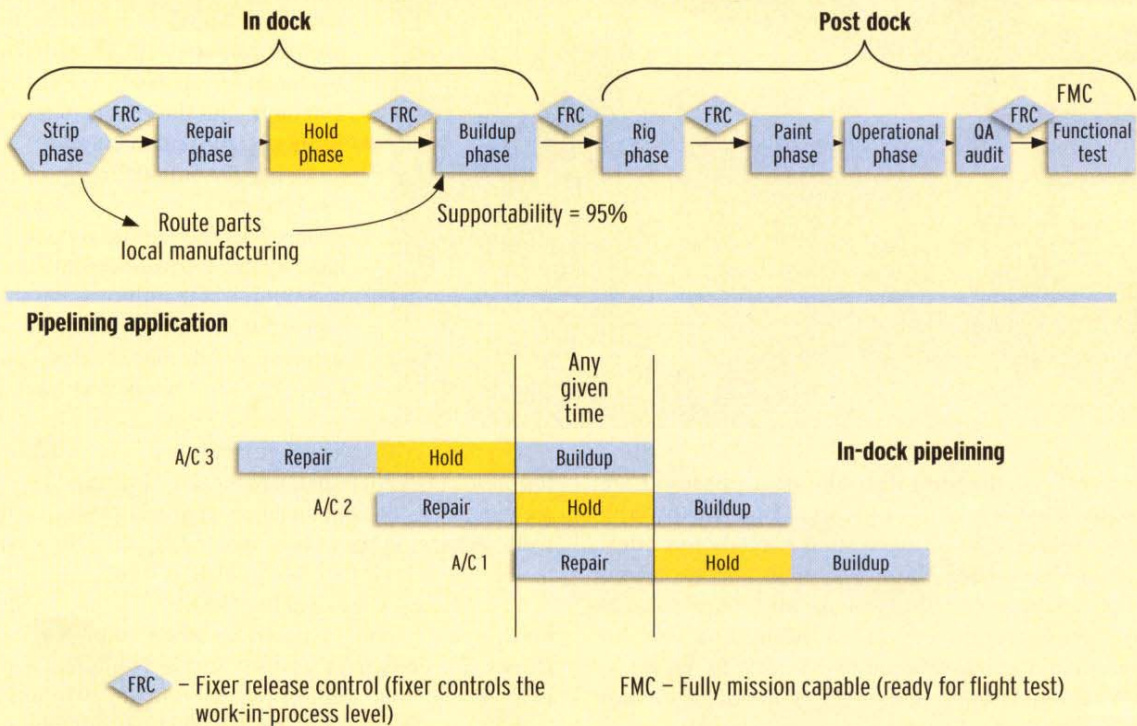 In dock
Post dock
FRC
FRC
FRC
FRC
FRC
FMC
Strip
phase
Repair
phase
Hold
phase
Buildup
phase
Rig
phase
Paint
phase
Operational
phase
QA
audit
Functional
test
Route parts
local manufacturing
Supportability = 95%
Pipelining application
Any
given
time
In-dock pipelining
A/C 3
Repair
Hold
Buildup
A/C 2
Repair
Hold
Buildup
A/C 1
Repair
Hold
Buildup
FRC – Fixer release control (fixer controls the
work-in-process level)
FMC – Fully mission capable (ready for flight test)